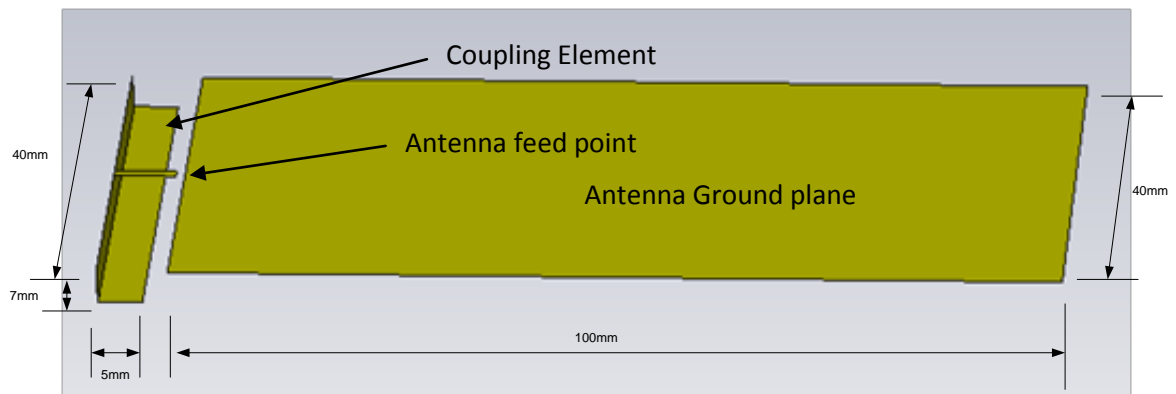 Coupling Element
Antenna feed point
40mm
Antenna Ground plane
40mm
7mm
100mm
5mm